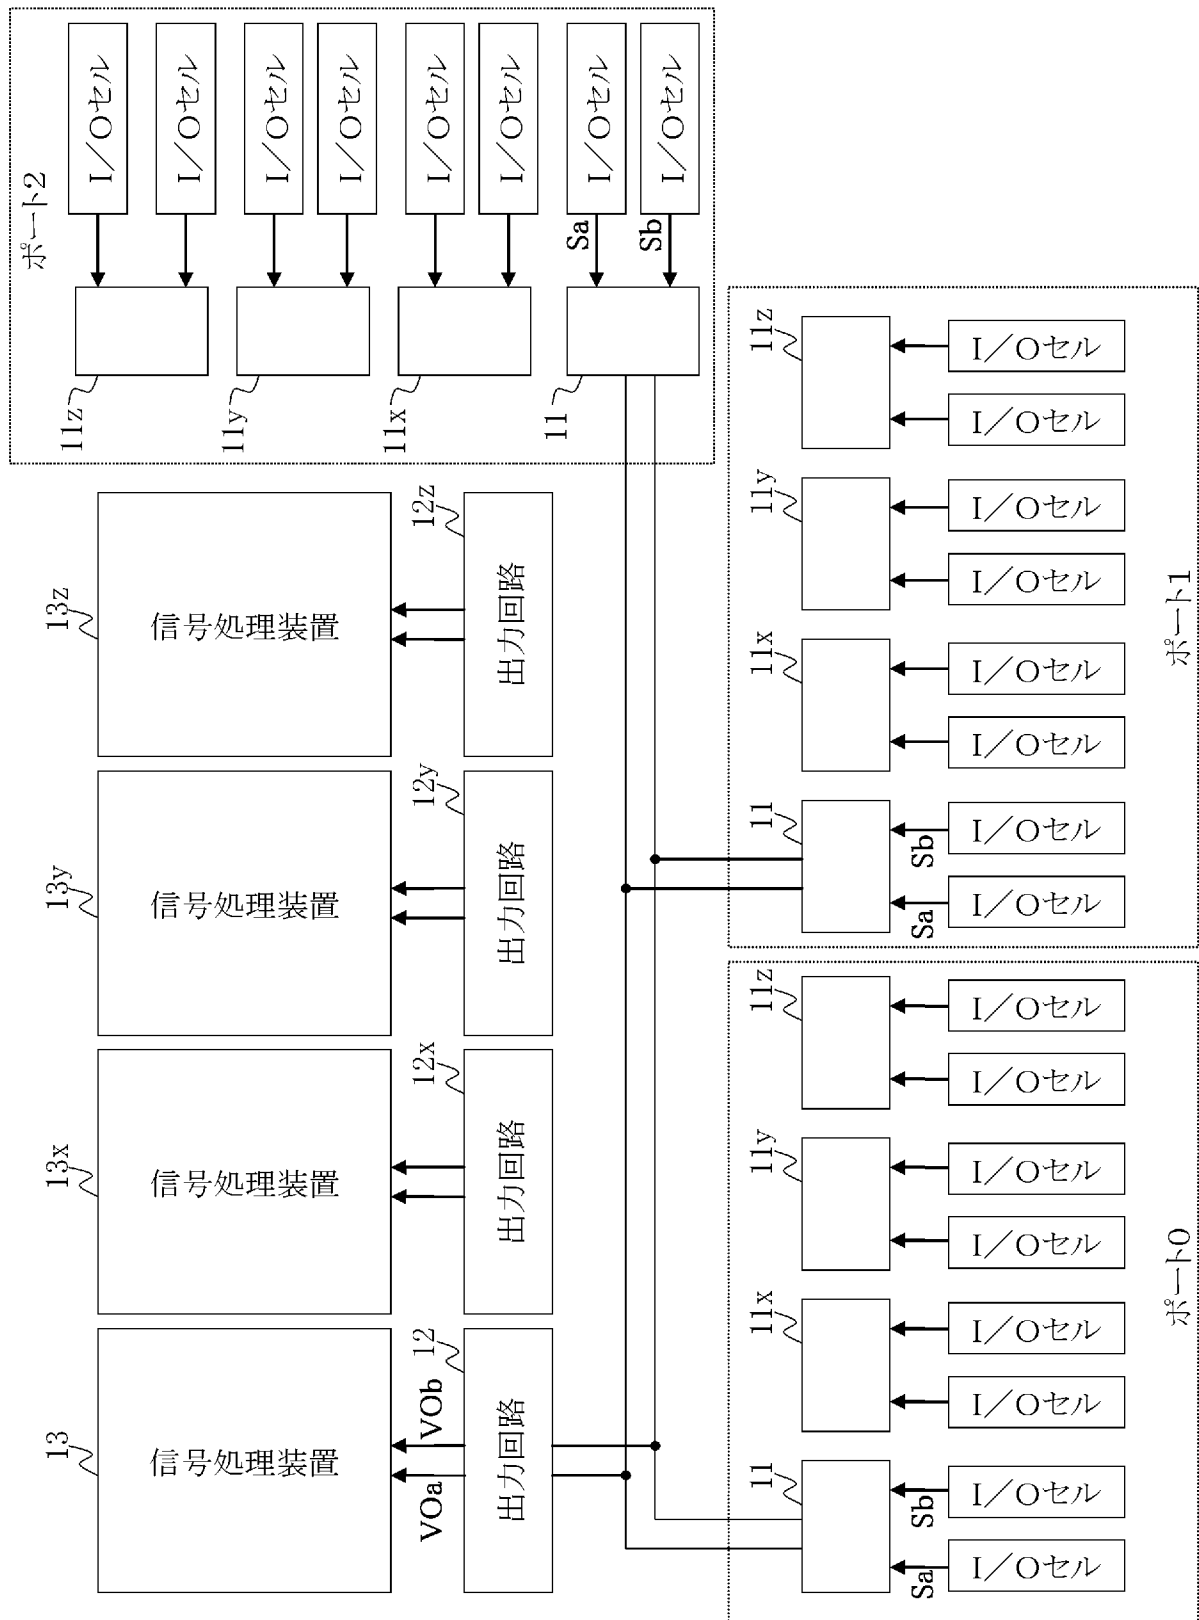 13
信号処理装置
VOa
VOb
12
出力回路
13x
信号処理装置
12x
出力回路
13y
信号処理装置
12y
出力回路
13z
信号処理装置
12z
出力回路
ポート2
I/Oセル
I/Oセル
I/Oセル
I/Oセル
I/Oセル
I/Oセル
I/Oセル
I/Oセル
Sa
Sb
11z
11y
11x
11
11
11x
11y
11z
Sa
Sb
I/Oセル
I/Oセル
I/Oセル
I/Oセル
I/Oセル
I/Oセル
I/Oセル
I/Oセル
ポート0
11
11x
11y
11z
Sa
Sb
I/Oセル
I/Oセル
I/Oセル
I/Oセル
I/Oセル
I/Oセル
I/Oセル
I/Oセル
ポート1